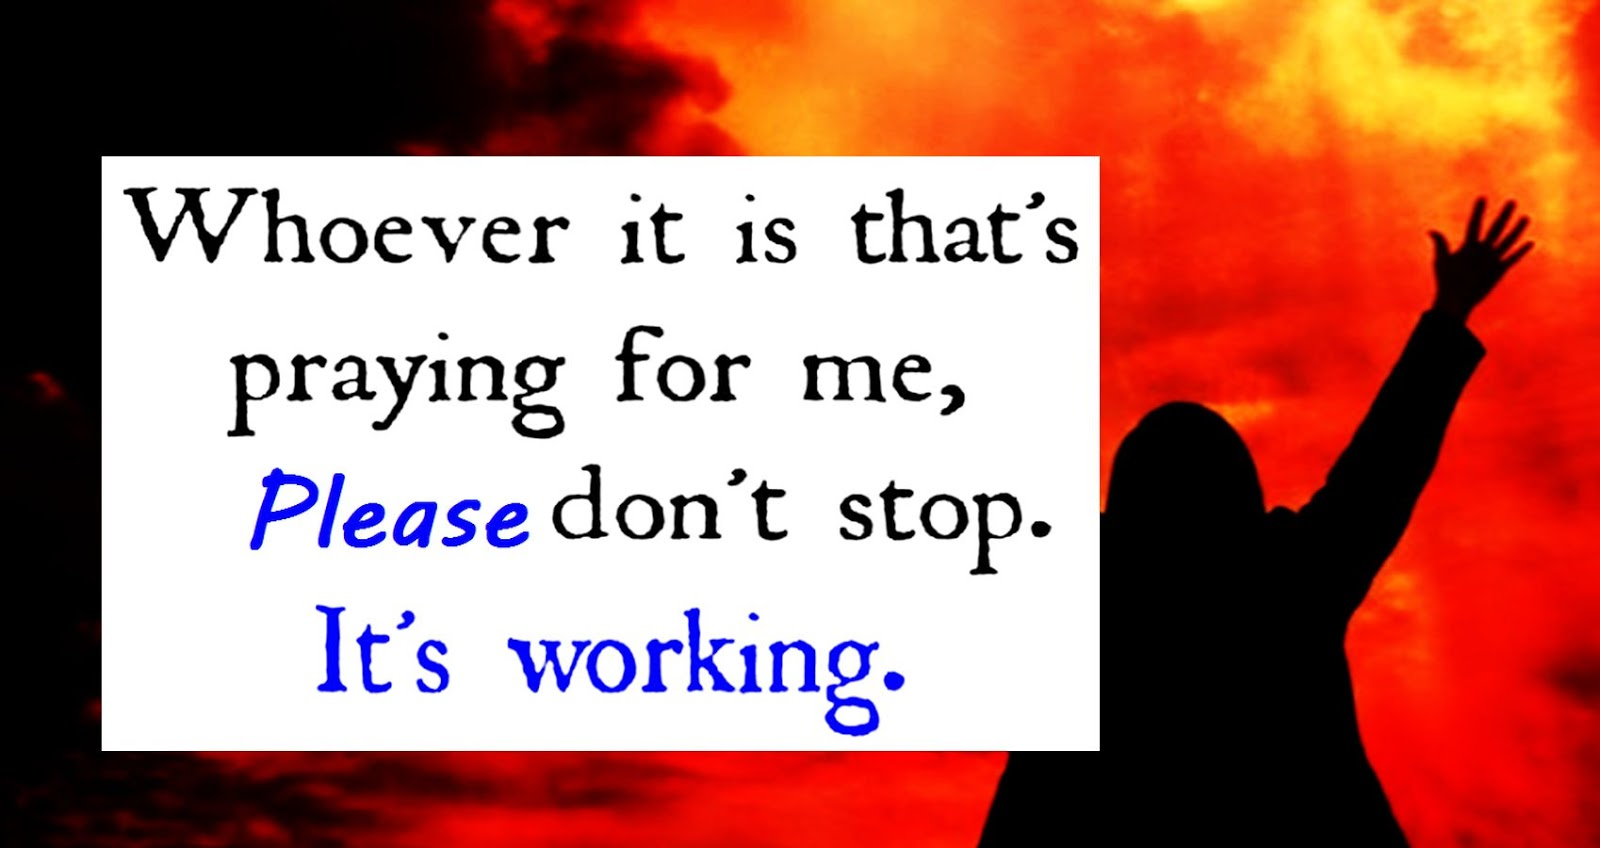 Whoever it is that's
praying for me,
Please don't stop.
It's working.